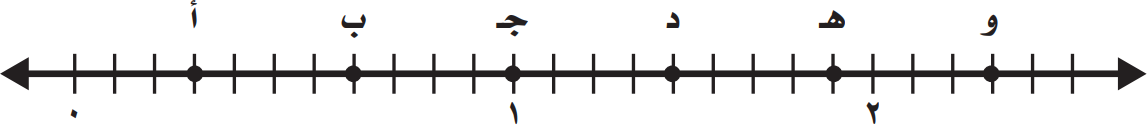 أ ب جـ د هـ و
٠ ١ ٢